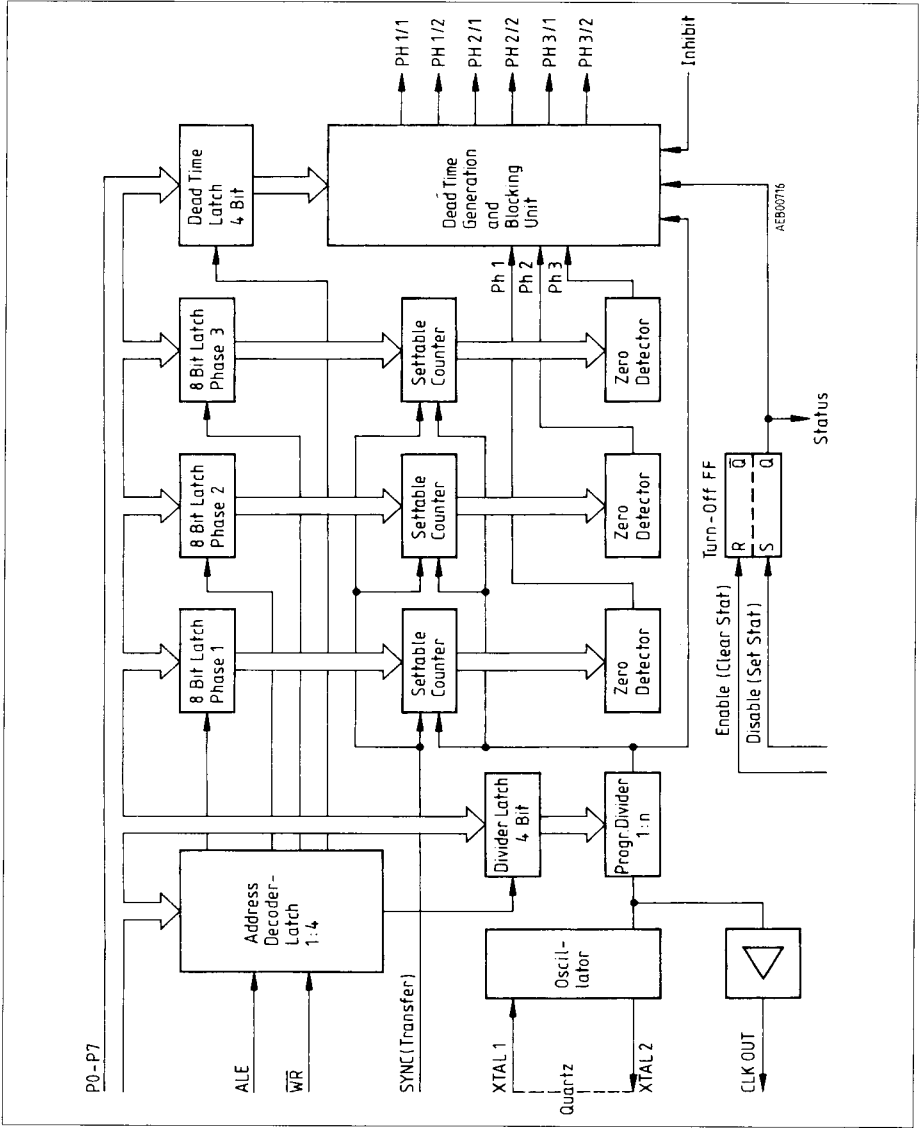 P0-P7
ALE
WR
SYNC (Transfer)
XTAL 1
Quartz
XTAL 2
CLK OUT
Address
Decoder-
Latch
1:4
Oscil-
lator
Divider Latch
4 Bit
Progr. Divider
1:n
8 Bit Latch
Phase 1
Settable
Counter
Zero
Detector
8 Bit Latch
Phase 2
Settable
Counter
Zero
Detector
8 Bit Latch
Phase 3
Settable
Counter
Zero
Detector
Dead Time
Latch
4 Bit
Ph 1
Ph 2
Ph 3
Dead Time
Generation
and
Blocking
Unit
PH 1/1
PH 1/2
PH 2/1
PH 2/2
PH 3/1
PH 3/2
Inhibit
Enable (Clear Stat)
Disable (Set Stat)
Turn-Off FF
R Q̅
S Q
Status
AEB00716